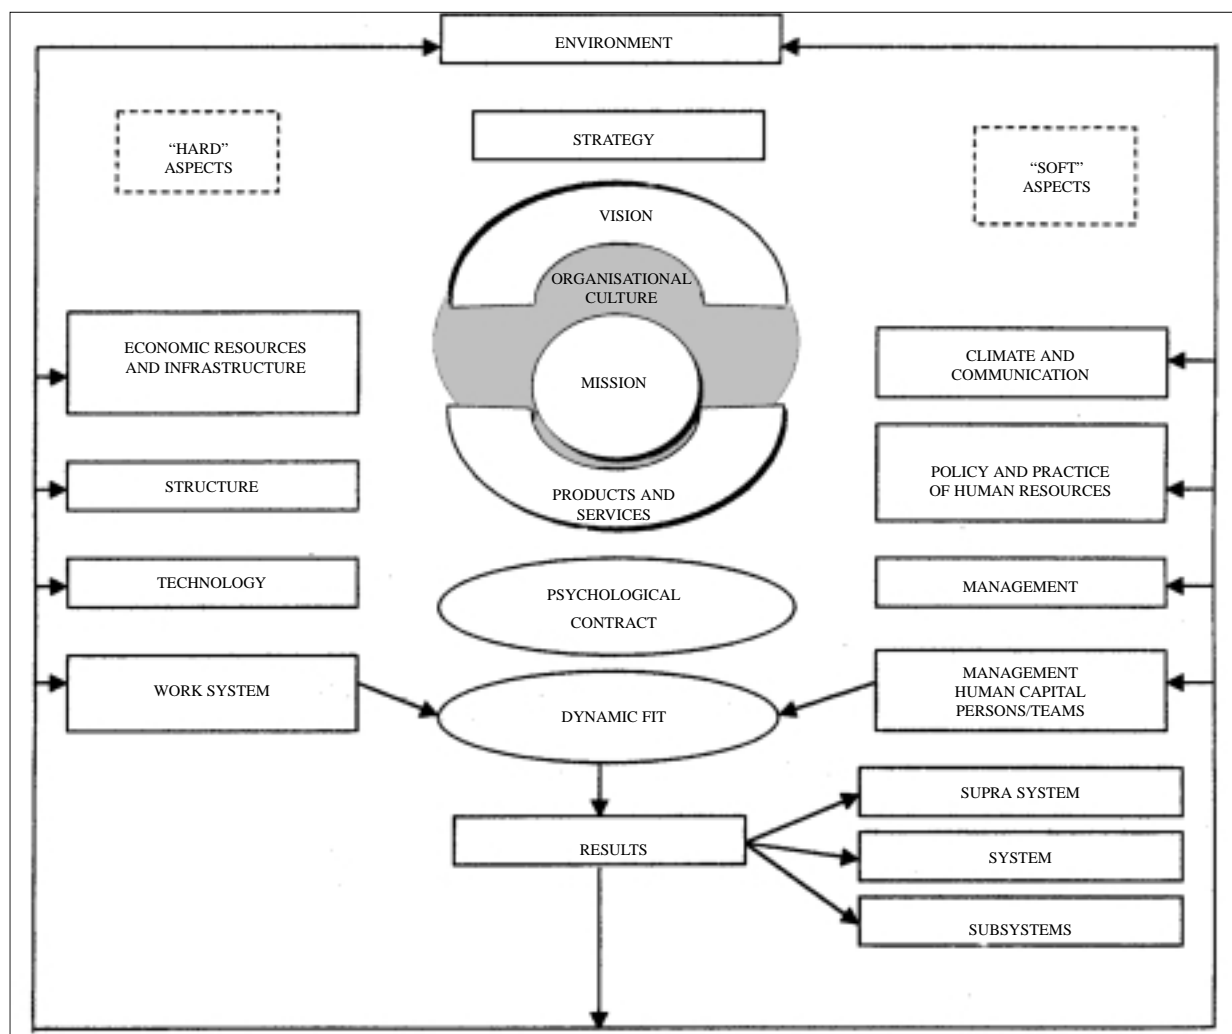 ENVIRONMENT
STRATEGY
“HARD”
ASPECTS
“SOFT”
ASPECTS
VISION
ORGANISATIONAL
CULTURE
MISSION
PRODUCTS AND
SERVICES
ECONOMIC RESOURCES
AND INFRASTRUCTURE
STRUCTURE
TECHNOLOGY
WORK SYSTEM
CLIMATE AND
COMMUNICATION
POLICY AND PRACTICE
OF HUMAN RESOURCES
MANAGEMENT
MANAGEMENT
HUMAN CAPITAL
PERSONS/TEAMS
PSYCHOLOGICAL
CONTRACT
DYNAMIC FIT
RESULTS
SUPRA SYSTEM
SYSTEM
SUBSYSTEMS